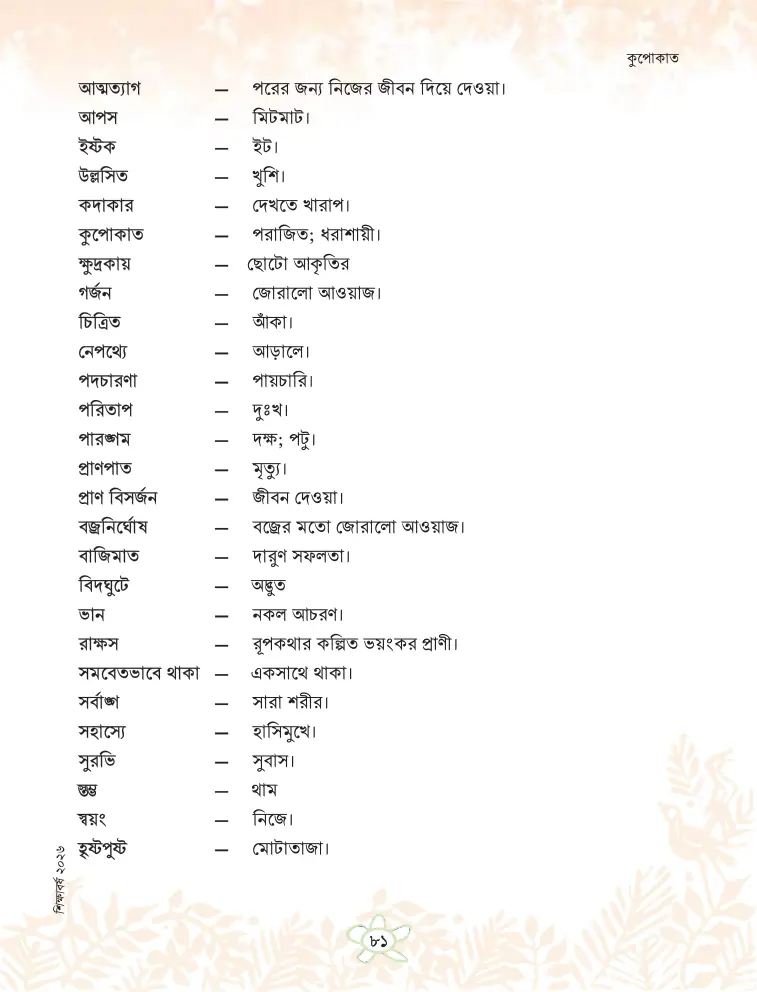 কুপোকাত
আত্মত্যাগ — পরের জন্য নিজের জীবন দিয়ে দেওয়া।
আপস — মিটমাট।
ইষ্টক — ইট।
উল্লসিত — খুশি।
কদাকার — দেখতে খারাপ।
কুপোকাত — পরাজিত; ধরাশায়ী।
ক্ষুদ্রকায় — ছোটো আকৃতির
গর্জন — জোরালো আওয়াজ।
চিত্রিত — আঁকা।
নেপথ্যে — আড়ালে।
পদচারণা — পায়চারি।
পরিতাপ — দুঃখ।
পারঙ্গম — দক্ষ; পটু।
প্রাণপাত — মৃত্যু।
প্রাণ বিসর্জন — জীবন দেওয়া।
বজ্রনির্ঘোষ — বজ্রের মতো জোরালো আওয়াজ।
বাজিমাত — দারুণ সফলতা।
বিদঘুটে — অদ্ভুত
ভান — নকল আচরণ।
রাক্ষস — রূপকথার কল্পিত ভয়ংকর প্রাণী।
সমবেতভাবে থাকা — একসাথে থাকা।
সর্বাঙ্গ — সারা শরীর।
সহাস্যে — হাসিমুখে।
সুরভি — সুবাস।
স্তম্ভ — থাম
স্বয়ং — নিজে।
হৃষ্টপুষ্ট — মোটাতাজা।
শিক্ষাবর্ষ ২০২৬
৮১